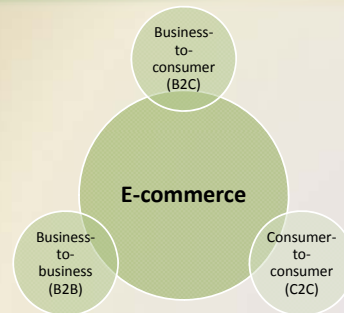 Business-
to-
consumer
(B2C)
E-commerce
Business-
to-
business
(B2B)
Consumer-
to-
consumer
(C2C)